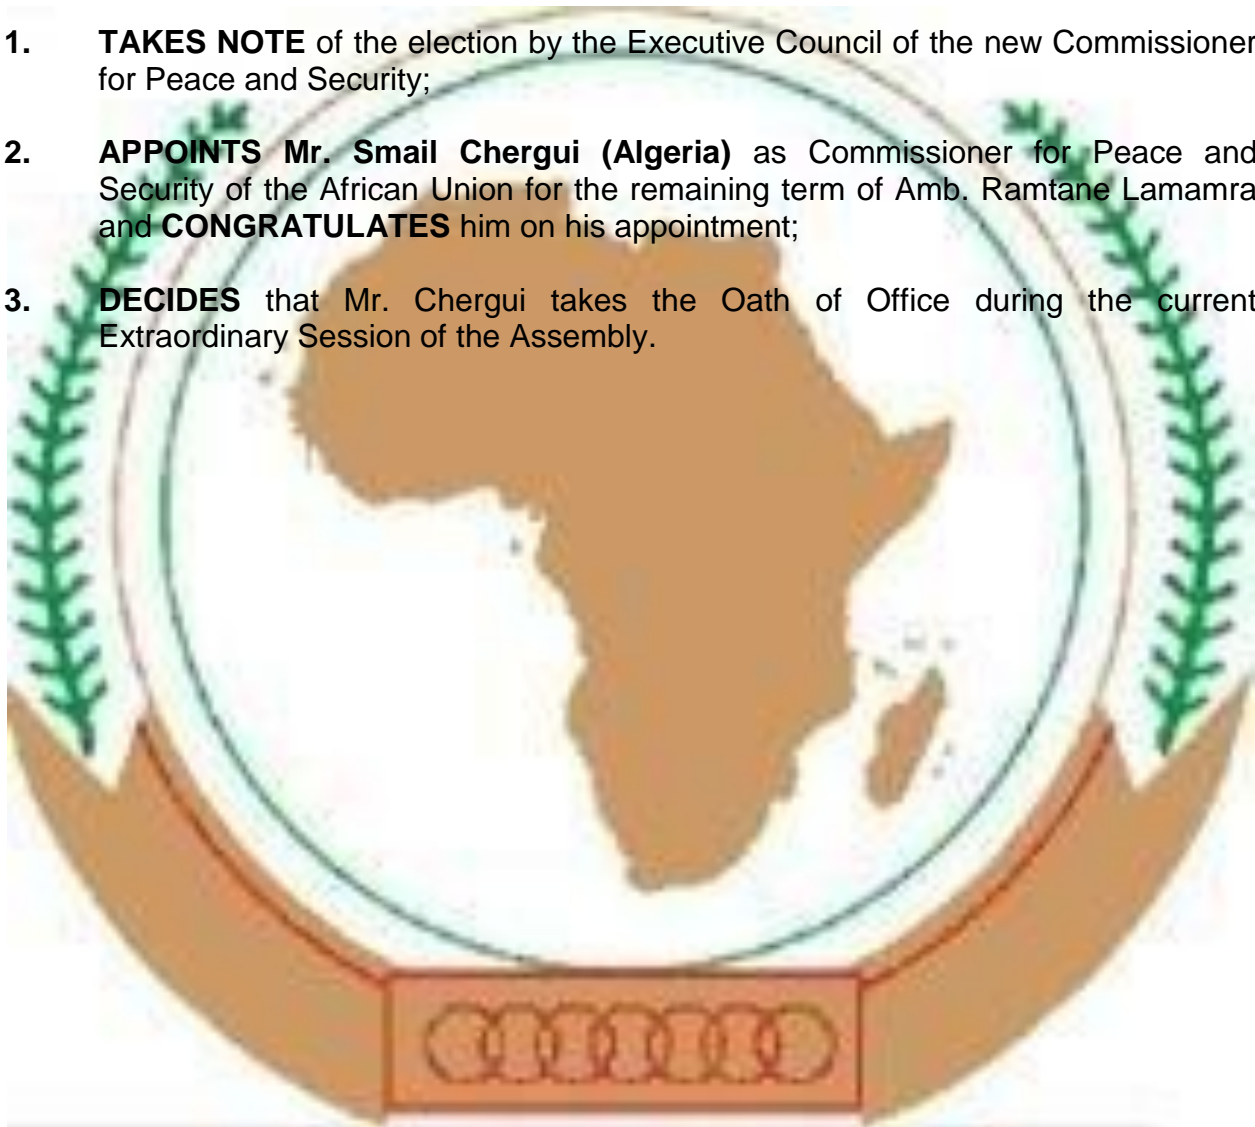 1. TAKES NOTE of the election by the Executive Council of the new Commissioner
for Peace and Security;
2. APPOINTS Mr. Smail Chergui (Algeria) as Commissioner for Peace and
Security of the African Union for the remaining term of Amb. Ramtane Lamamra
and CONGRATULATES him on his appointment;
3. DECIDES that Mr. Chergui takes the Oath of Office during the current
Extraordinary Session of the Assembly.